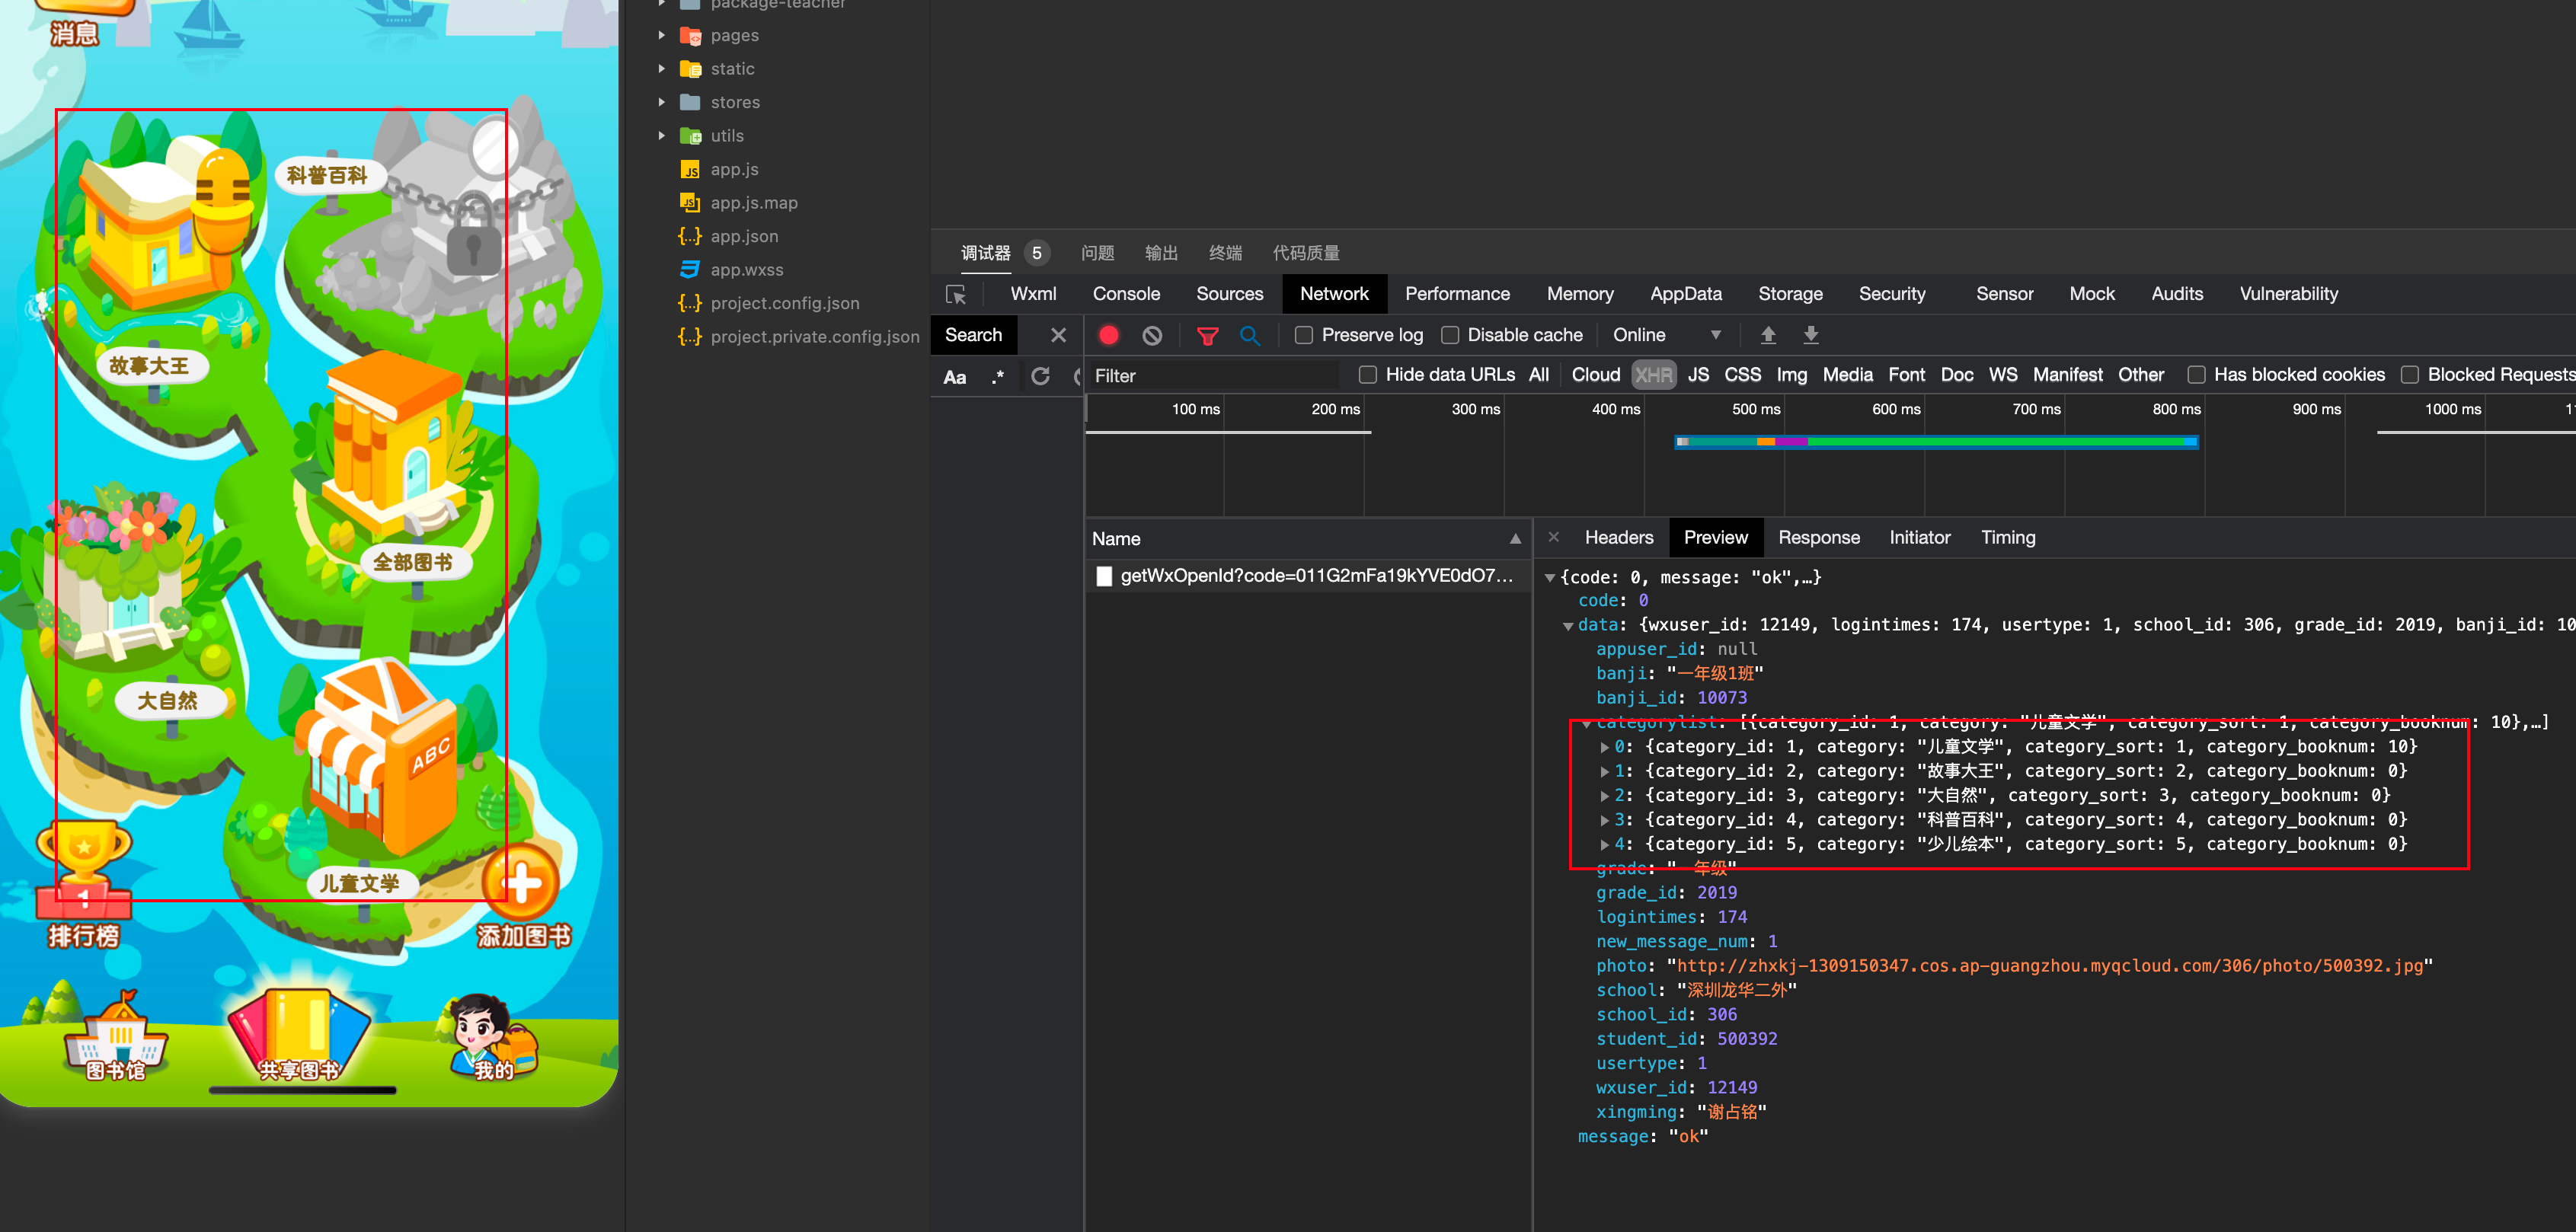 消息
科普百科
故事大王
全部图书
大自然
ABC
儿童文学
1
排行榜
添加图书
图书馆
共享图书
我的
package-teacher
pages
static
stores
utils
app.js
app.js.map
app.json
app.wxss
project.config.json
project.private.config.json
调试器 5 问题 输出 终端 代码质量
Wxml Console Sources Network Performance Memory AppData Storage Security Sensor Mock Audits Vulnerability
Search Preserve log Disable cache Online
Aa .* Filter Hide data URLs All Cloud XHR JS CSS Img Media Font Doc WS Manifest Other Has blocked cookies Blocked Requests
100 ms 200 ms 300 ms 400 ms 500 ms 600 ms 700 ms 800 ms 900 ms 1000 ms
Name
getWxOpenId?code=011G2mFa19kYVE0dO7...
Headers Preview Response Initiator Timing
{code: 0, message: "ok",…}
code: 0
data: {wxuser_id: 12149, logintimes: 174, usertype: 1, school_id: 306, grade_id: 2019, banji_id: 10
appuser_id: null
banji: "一年级1班"
banji_id: 10073
categorylist: [{category_id: 1, category: "儿童文学", category_sort: 1, category_booknum: 10},…]
0: {category_id: 1, category: "儿童文学", category_sort: 1, category_booknum: 10}
1: {category_id: 2, category: "故事大王", category_sort: 2, category_booknum: 0}
2: {category_id: 3, category: "大自然", category_sort: 3, category_booknum: 0}
3: {category_id: 4, category: "科普百科", category_sort: 4, category_booknum: 0}
4: {category_id: 5, category: "少儿绘本", category_sort: 5, category_booknum: 0}
grade: "一年级"
grade_id: 2019
logintimes: 174
new_message_num: 1
photo: "http://zhxkj-1309150347.cos.ap-guangzhou.myqcloud.com/306/photo/500392.jpg"
school: "深圳龙华二外"
school_id: 306
student_id: 500392
usertype: 1
wxuser_id: 12149
xingming: "谢占铭"
message: "ok"